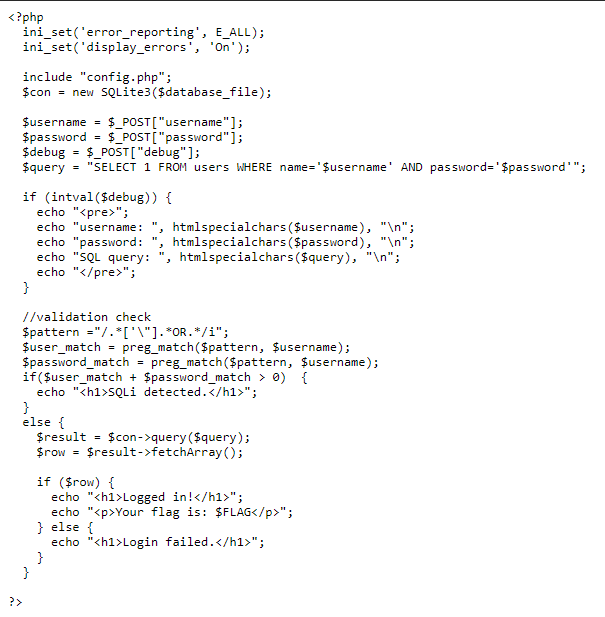 <?php
  ini_set('error_reporting', E_ALL);
  ini_set('display_errors', 'On');

  include "config.php";
  $con = new SQLite3($database_file);

  $username = $_POST["username"];
  $password = $_POST["password"];
  $debug = $_POST["debug"];
  $query = "SELECT 1 FROM users WHERE name='$username' AND password='$password'";

  if (intval($debug)) {
    echo "<pre>";
    echo "username: ", htmlspecialchars($username), "\n";
    echo "password: ", htmlspecialchars($password), "\n";
    echo "SQL query: ", htmlspecialchars($query), "\n";
    echo "</pre>";
  }

  //validation check
  $pattern ="/.*['\"].*OR.*/i";
  $user_match = preg_match($pattern, $username);
  $password_match = preg_match($pattern, $username);
  if($user_match + $password_match > 0)  {
    echo "<h1>SQLi detected.</h1>";
  }
  else {
    $result = $con->query($query);
    $row = $result->fetchArray();

    if ($row) {
      echo "<h1>Logged in!</h1>";
      echo "<p>Your flag is: $FLAG</p>";
    } else {
      echo "<h1>Login failed.</h1>";
    }
  }

?>